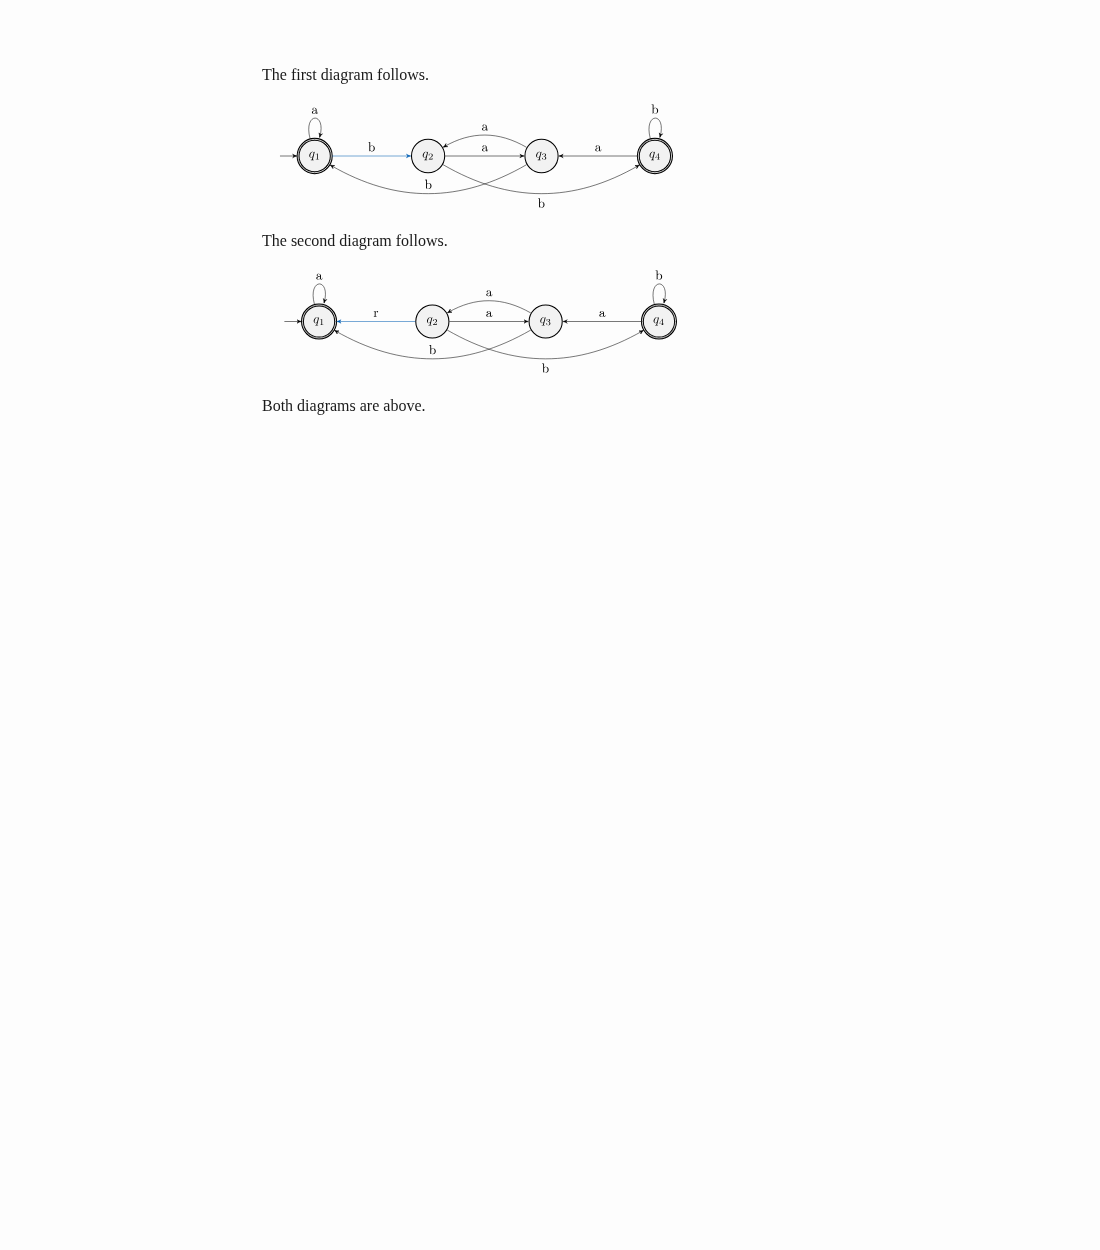 The first diagram follows.
a b
a
b a a
q1 q2 q3 q4
b
b
The second diagram follows.
a b
a
r a a
q1 q2 q3 q4
b
b
Both diagrams are above.